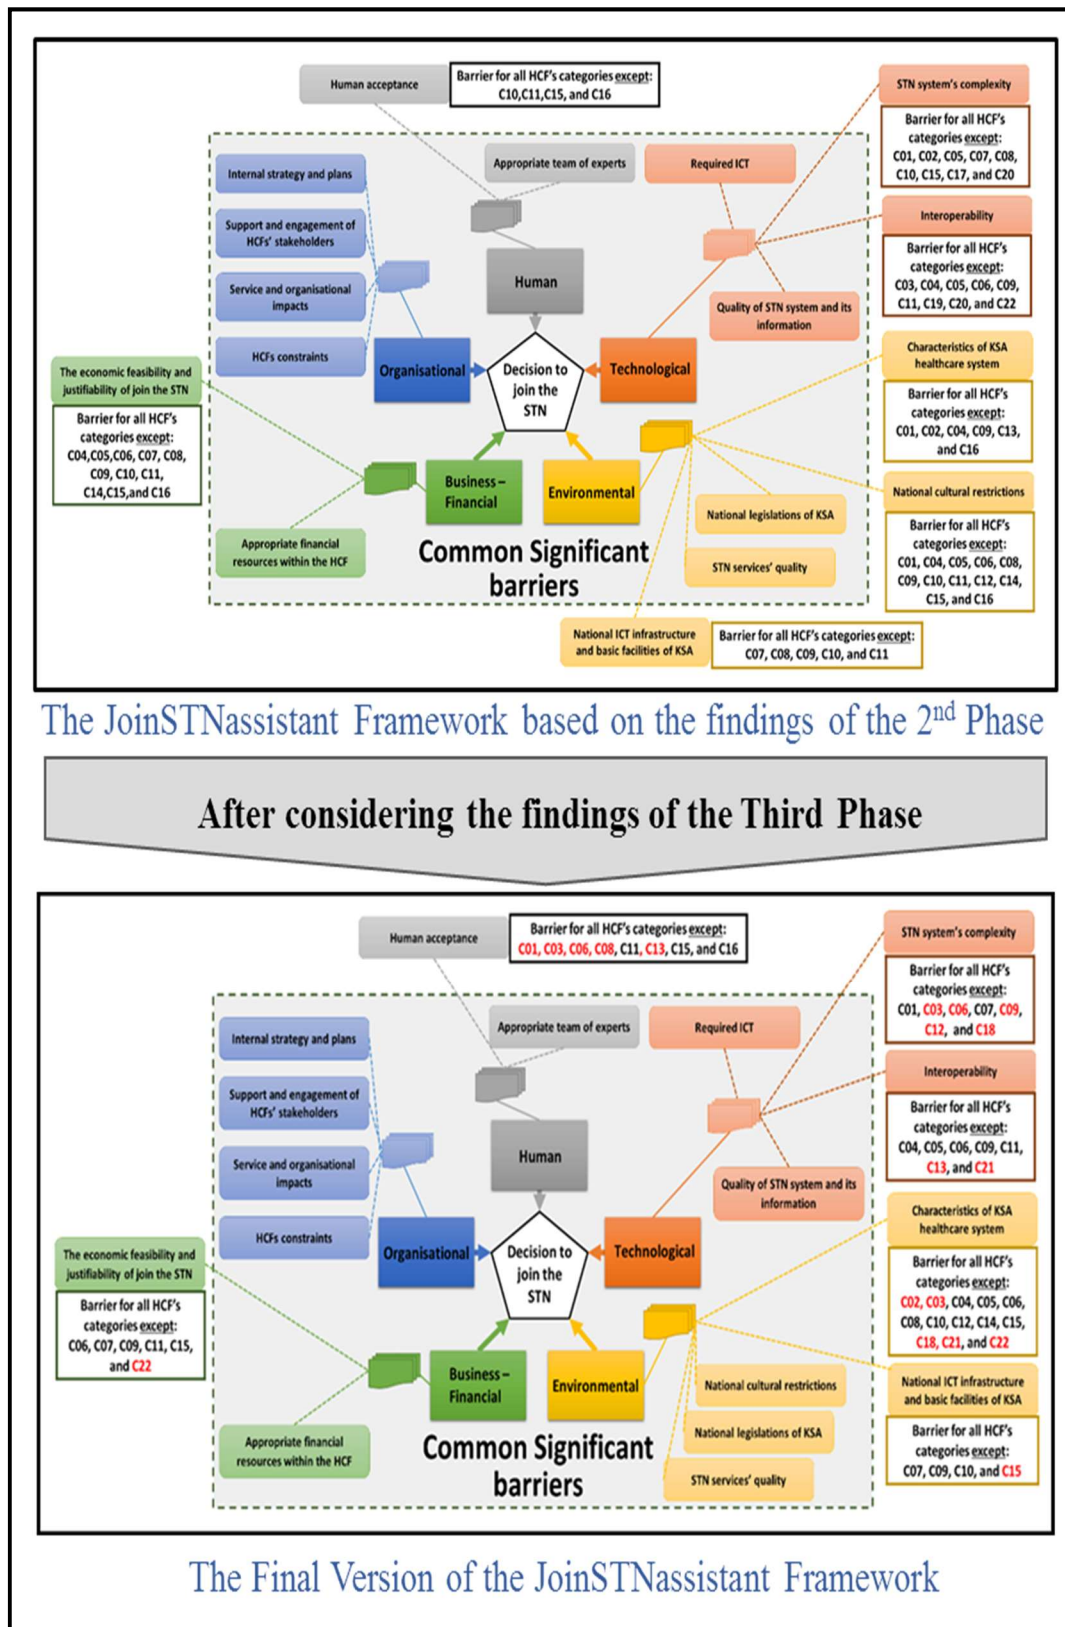 Human acceptance
Barrier for all HCF's categories except:
C10,C11,C15, and C16
STN system's complexity
Barrier for all HCF's
categories except:
C01, C02, C05, C07, C08,
C10, C15, C17, and C20
Internal strategy and plans
Appropriate team of experts
Required ICT
Support and engagement of
HCFs' stakeholders
Interoperability
Barrier for all HCF's
categories except:
C03, C04, C05, C06, C09,
C11, C19, C20, and C22
Service and organisational
impacts
Human
Quality of STN system and its
information
HCFs constraints
Organisational
Decision to
join the
STN
Technological
Characteristics of KSA
healthcare system
Barrier for all HCF's
categories except:
C01, C02, C04, C09, C13,
and C16
The economic feasibility and
justifiability of join the STN
Barrier for all HCF's
categories except:
C04,C05,C06, C07, C08,
C09, C10, C11,
C14,C15,and C16
Business –
Financial
Environmental
National cultural restrictions
Barrier for all HCF's
categories except:
C01, C04, C05, C06, C08,
C09, C10, C11, C12, C14,
C15, and C16
National legislations of KSA
Appropriate financial
resources within the HCF
STN services' quality
Common Significant
barriers
National ICT infrastructure
and basic facilities of KSA
Barrier for all HCF's categories except:
C07, C08, C09, C10, and C11
The JoinSTNassistant Framework based on the findings of the 2nd Phase
After considering the findings of the Third Phase
Human acceptance
Barrier for all HCF's categories except:
C01, C03, C06, C08, C11, C13, C15, and C16
STN system's complexity
Barrier for all HCF's
categories except:
C01, C03, C06, C07, C09,
C12, and C18
Internal strategy and plans
Appropriate team of experts
Required ICT
Support and engagement of
HCFs' stakeholders
Interoperability
Barrier for all HCF's
categories except:
C04, C05, C06, C09, C11,
C13, and C21
Service and organisational
impacts
Human
Quality of STN system and its
information
HCFs constraints
Organisational
Decision to
join the
STN
Technological
Characteristics of KSA
healthcare system
Barrier for all HCF's
categories except:
C02, C03, C04, C05, C06,
C08, C10, C12, C14, C15,
C18, C21, and C22
The economic feasibility and
justifiability of join the STN
Barrier for all HCF's
categories except:
C06, C07, C09, C11, C15,
and C22
Business –
Financial
Environmental
National cultural restrictions
National ICT infrastructure
and basic facilities of KSA
Barrier for all HCF's
categories except:
C07, C09, C10, and C15
National legislations of KSA
Appropriate financial
resources within the HCF
STN services' quality
Common Significant
barriers
The Final Version of the JoinSTNassistant Framework